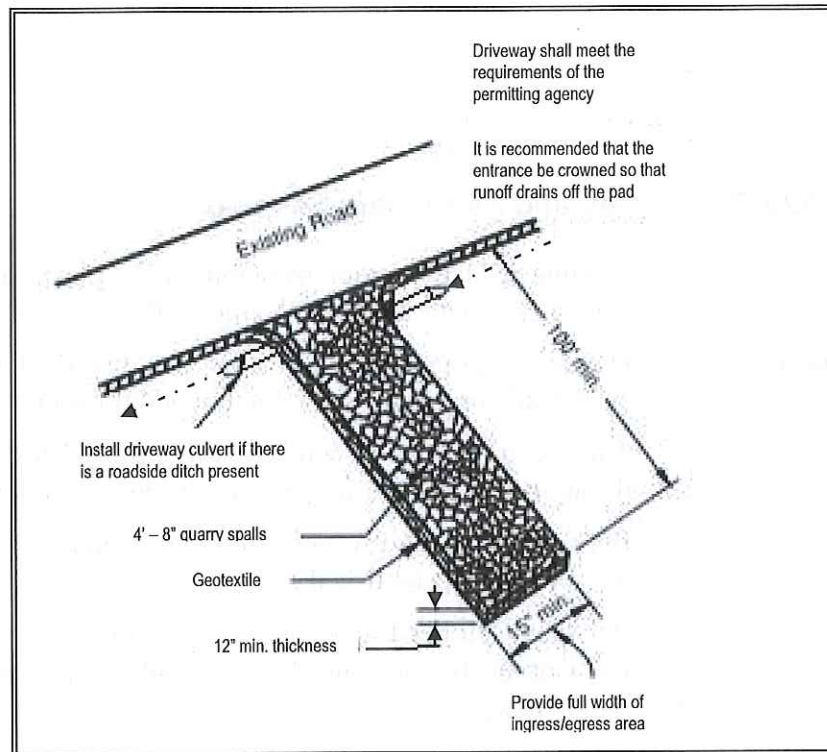 Driveway shall meet the
requirements of the
permitting agency
It is recommended that the
entrance be crowned so that
runoff drains off the pad
Existing Road
100' min.
Install driveway culvert if there
is a roadside ditch present
4' – 8" quarry spalls
Geotextile
12" min. thickness
15" min.
Provide full width of
ingress/egress area